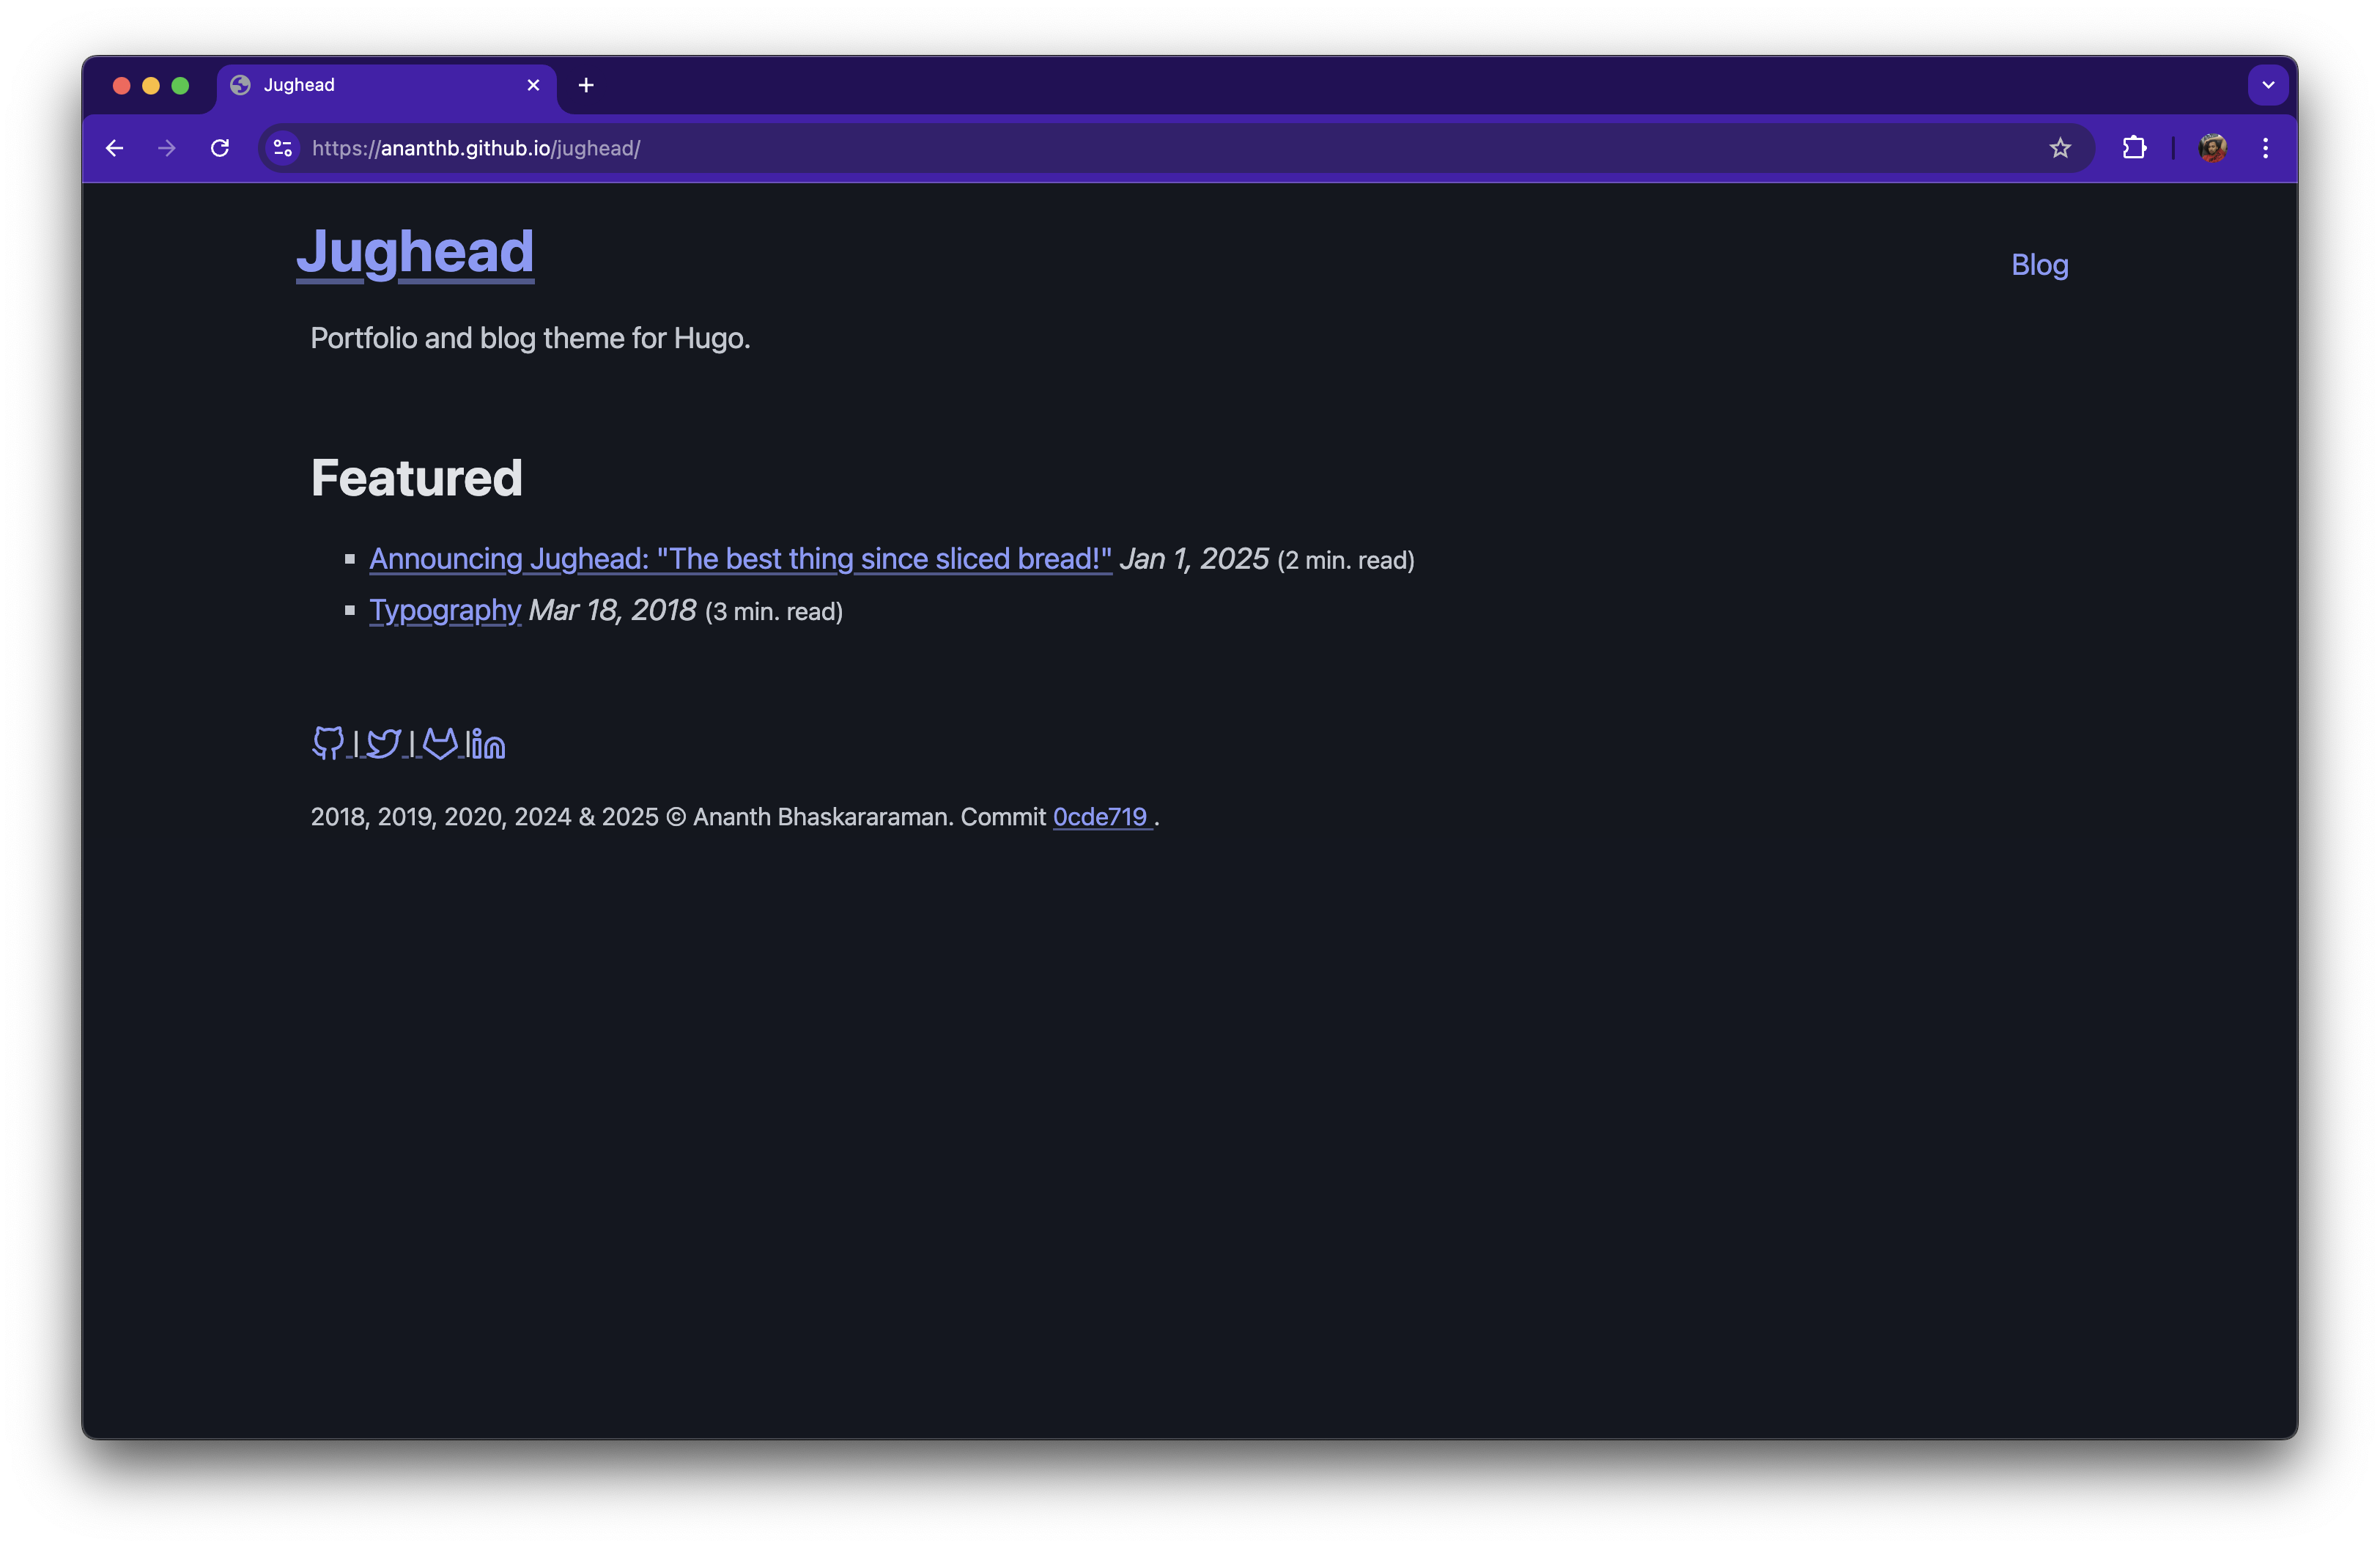 Jughead
https://ananthb.github.io/jughead/
Jughead
Blog
Portfolio and blog theme for Hugo.
Featured
Announcing Jughead: "The best thing since sliced bread!" Jan 1, 2025 (2 min. read)
Typography Mar 18, 2018 (3 min. read)
| | |
2018, 2019, 2020, 2024 & 2025 © Ananth Bhaskararaman. Commit 0cde719 .